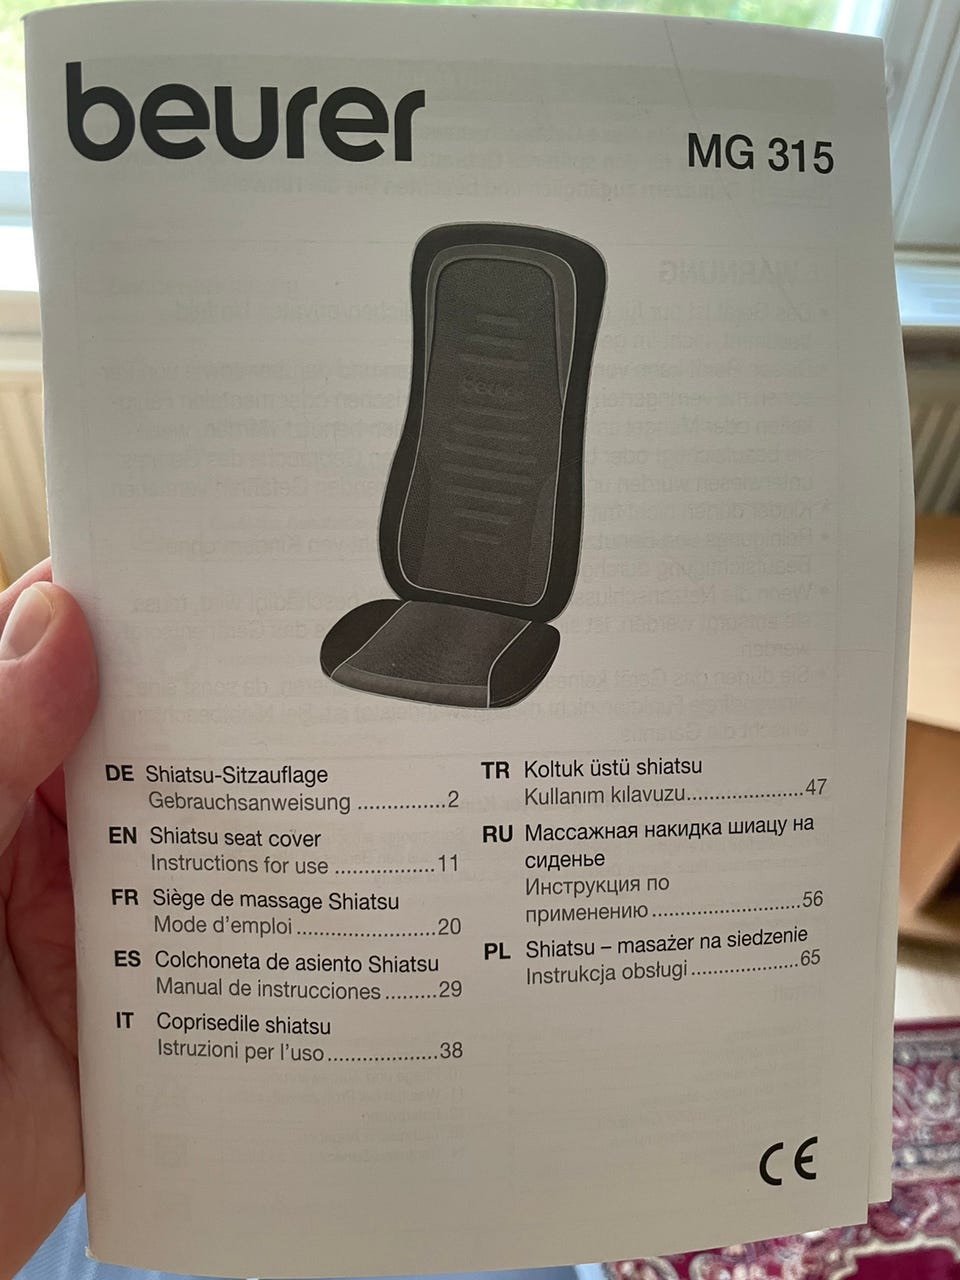 beurer
MG 315
beurer
DE Shiatsu-Sitzauflage
Gebrauchsanweisung ...............2
EN Shiatsu seat cover
Instructions for use .................11
FR Siège de massage Shiatsu
Mode d’emploi .......................20
ES Colchoneta de asiento Shiatsu
Manual de instrucciones .........29
IT Coprisedile shiatsu
Istruzioni per l’uso...................38
TR Koltuk üstü shiatsu
Kullanım kılavuzu....................47
RU Массажная накидка шиацу на
сиденье
Инструкция по
применению .........................56
PL Shiatsu – masażer na siedzenie
Instrukcja obsługi ...................65
CE